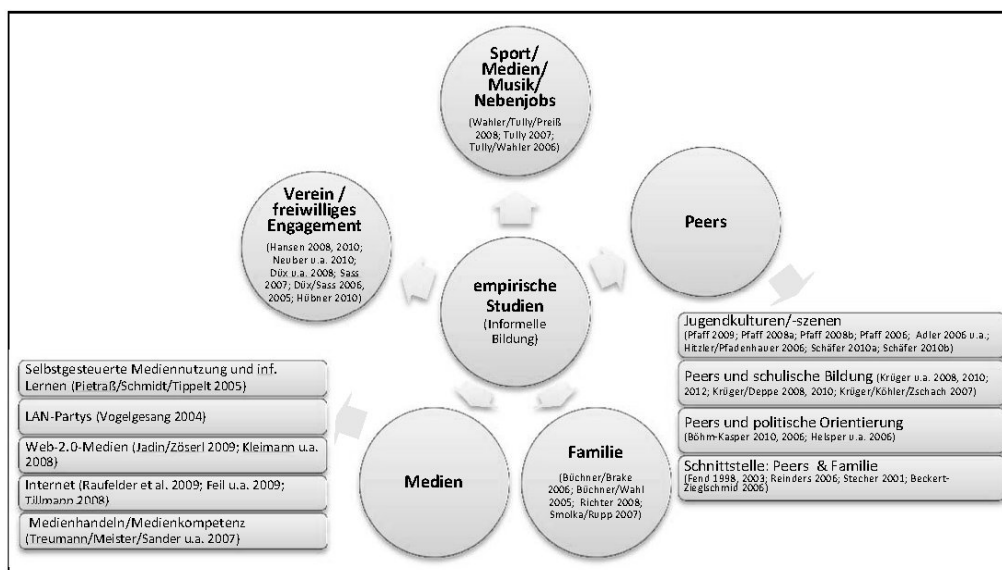 Sport/
Medien/
Musik/
Nebenjobs
(Wahler/Tully/Preiß
2008; Tully 2007;
Tully/Wahler 2006)
Verein /
freiwilliges
Engagement
(Hansen 2008, 2010;
Neuber u.a. 2010;
Düx u.a. 2008; Sass
2007; Düx/Sass 2006,
2005; Hübner 2010)
Peers
empirische
Studien
(Informelle
Bildung)
Jugendkulturen/-szenen
(Pfaff 2009; Pfaff 2008a; Pfaff 2008b; Pfaff 2006; Adler 2006 u.a.;
Hitzler/Pfadenhauer 2006; Schäfer 2010a; Schäfer 2010b)
Peers und schulische Bildung (Krüger u.a. 2008, 2010;
2012; Krüger/Deppe 2008, 2010; Krüger/Köhler/Zschach 2007)
Peers und politische Orientierung
(Böhm-Kasper 2010, 2006; Helsper u.a. 2006)
Schnittstelle: Peers & Familie
(Fend 1998, 2003; Reinders 2006; Stecher 2001; Beckert-
Zieglschmid 2006)
Selbstgesteuerte Mediennutzung und inf.
Lernen (Pietraß/Schmidt/Tippelt 2005)
LAN-Partys (Vogelgesang 2004)
Web-2.0-Medien (Jadin/Zöserl 2009; Kleimann u.a.
2008)
Internet (Raufelder et al. 2009; Feil u.a. 2009;
Tillmann 2008)
Medienhandeln/Medienkompetenz
(Treumann/Meister/Sander u.a. 2007)
Medien
Familie
(Büchner/Brake
2006; Büchner/Wahl
2005; Richter 2008;
Smolka/Rupp 2007)